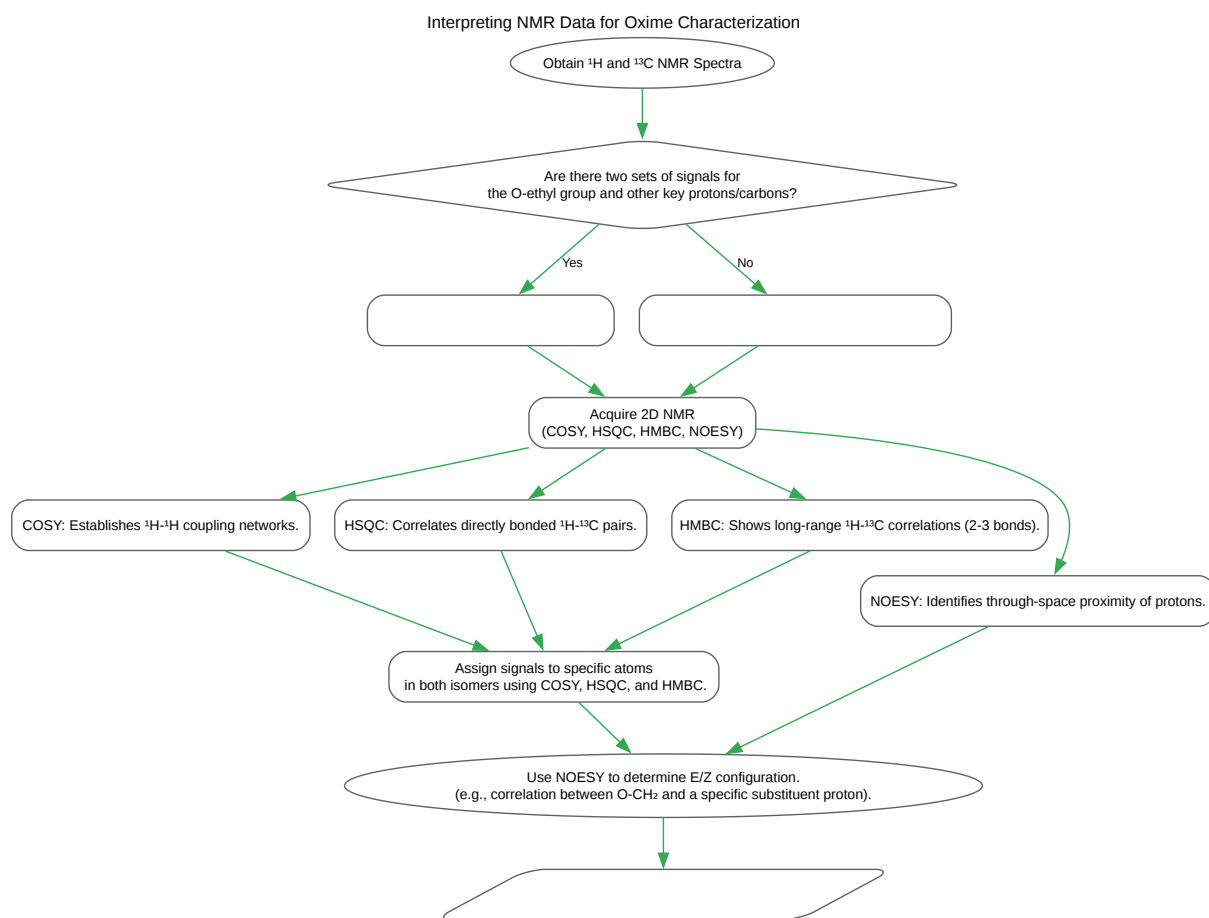 Interpreting NMR Data for Oxime Characterization
Obtain ¹H and ¹³C NMR Spectra
Are there two sets of signals for
the O-ethyl group and other key protons/carbons?
Yes
No
Acquire 2D NMR
(COSY, HSQC, HMBC, NOESY)
COSY: Establishes ¹H-¹H coupling networks.
HSQC: Correlates directly bonded ¹H-¹³C pairs.
HMBC: Shows long-range ¹H-¹³C correlations (2-3 bonds).
NOESY: Identifies through-space proximity of protons.
Assign signals to specific atoms
in both isomers using COSY, HSQC, and HMBC.
Use NOESY to determine E/Z configuration.
(e.g., correlation between O-CH₂ and a specific substituent proton).